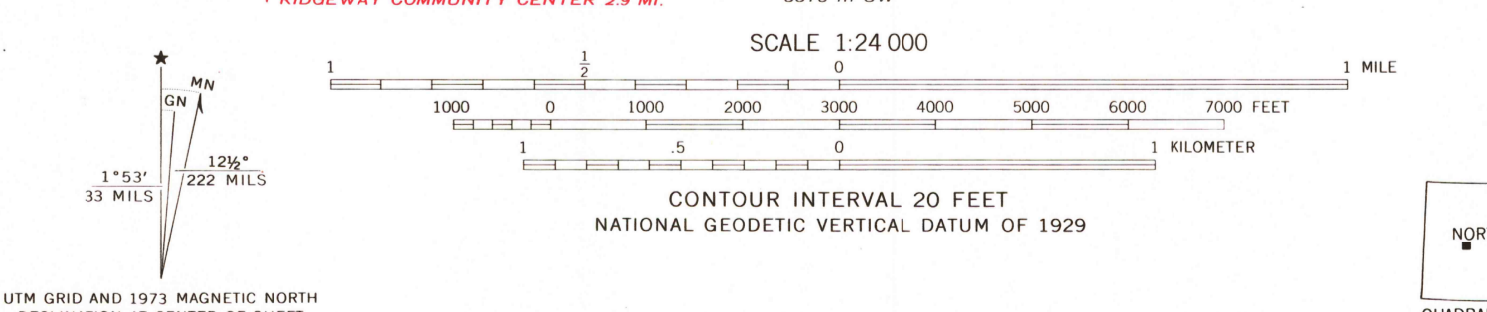 RIDGEWAY COMMUNITY CENTER 2.9 MI.
SCALE 1:24 000
1 ½ 0 1 MILE
1000 0 1000 2000 3000 4000 5000 6000 7000 FEET
1 .5 0 1 KILOMETER
CONTOUR INTERVAL 20 FEET
NATIONAL GEODETIC VERTICAL DATUM OF 1929
MN
GN
1°53'
33 MILS
12½°
222 MILS
UTM GRID AND 1973 MAGNETIC NORTH
NOR